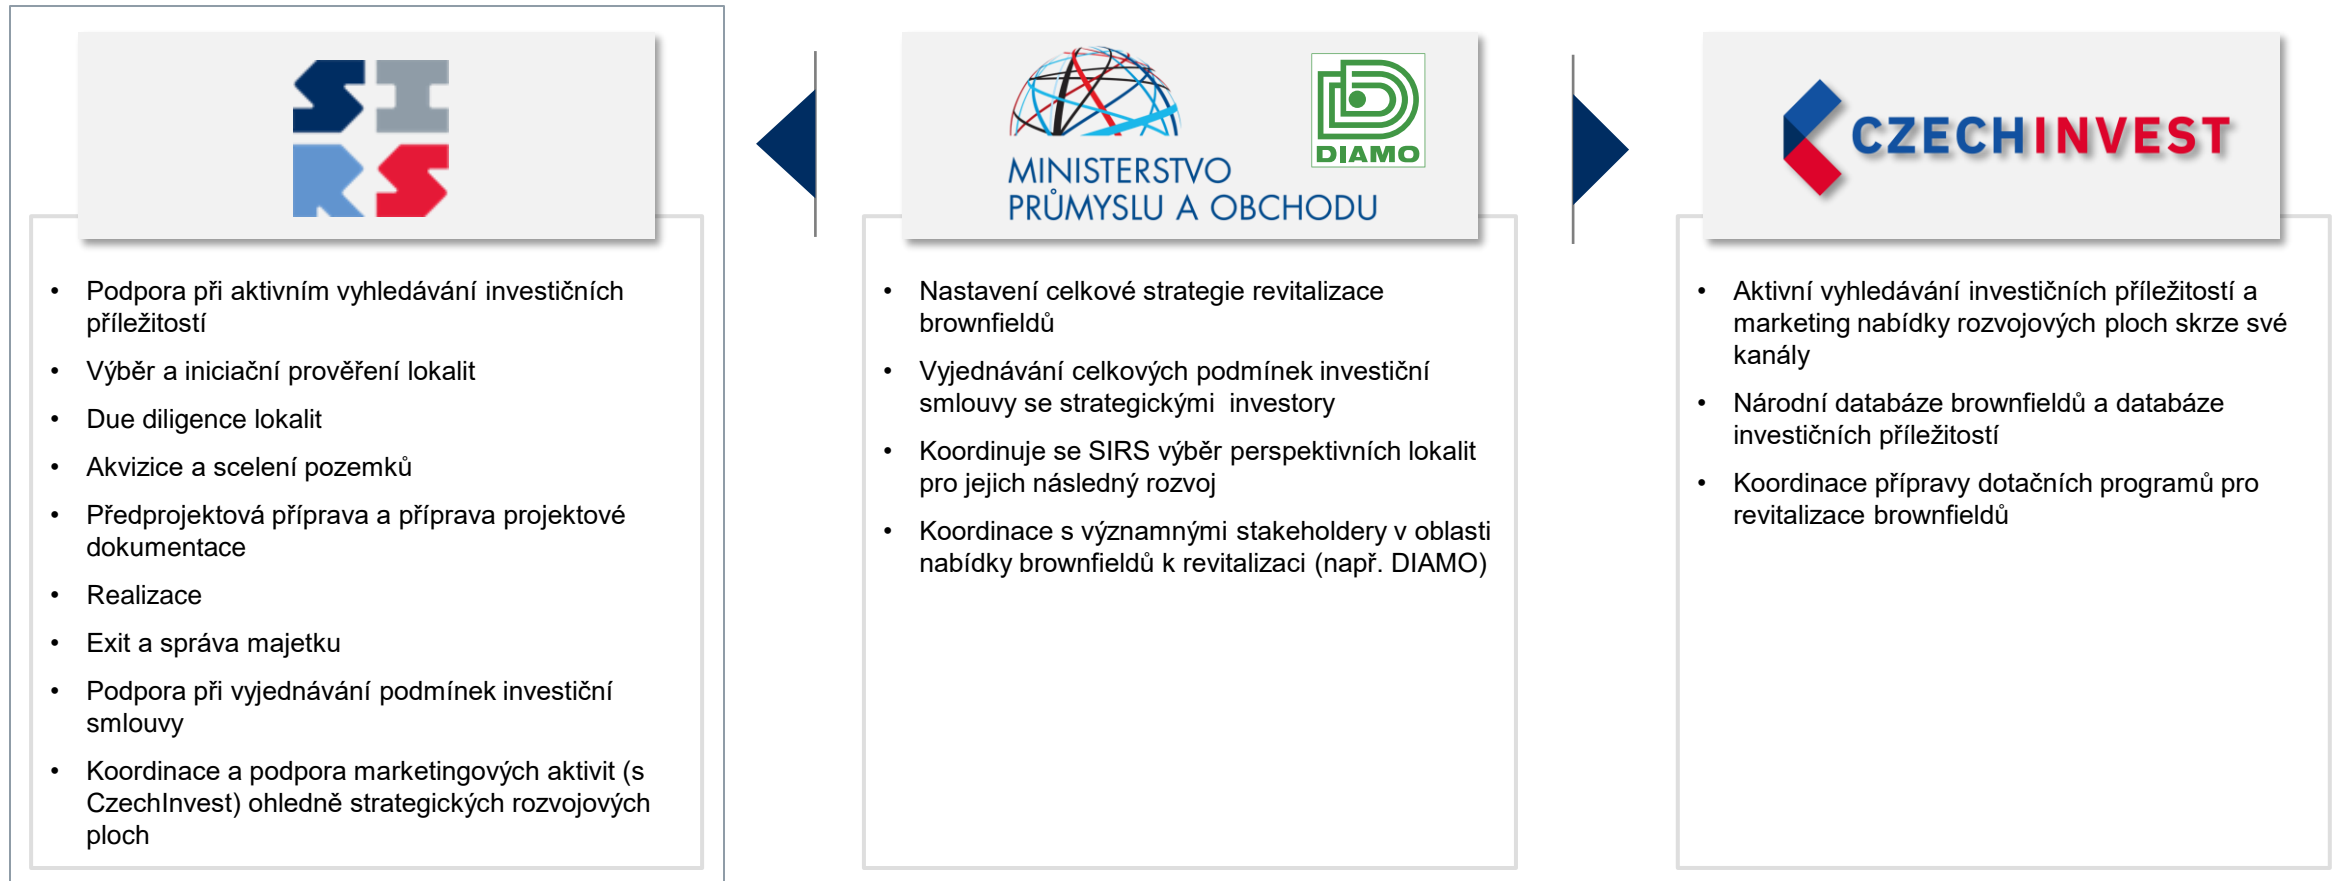 SI
RS
• Podpora při aktivním vyhledávání investičních
příležitostí
• Výběr a iniciační prověření lokalit
• Due diligence lokalit
• Akvizice a scelení pozemků
• Předprojektová příprava a příprava projektové
dokumentace
• Realizace
• Exit a správa majetku
• Podpora při vyjednávání podmínek investiční
smlouvy
• Koordinace a podpora marketingových aktivit (s
CzechInvest) ohledně strategických rozvojových
ploch
MINISTERSTVO
PRŮMYSLU A OBCHODU
DIAMO
• Nastavení celkové strategie revitalizace
brownfieldů
• Vyjednávání celkových podmínek investiční
smlouvy se strategickými  investory
• Koordinuje se SIRS výběr perspektivních lokalit
pro jejich následný rozvoj
• Koordinace s významnými stakeholdery v oblasti
nabídky brownfieldů k revitalizaci (např. DIAMO)
CZECHINVEST
• Aktivní vyhledávání investičních příležitostí a
marketing nabídky rozvojových ploch skrze své
kanály
• Národní databáze brownfieldů a databáze
investičních příležitostí
• Koordinace přípravy dotačních programů pro
revitalizace brownfieldů